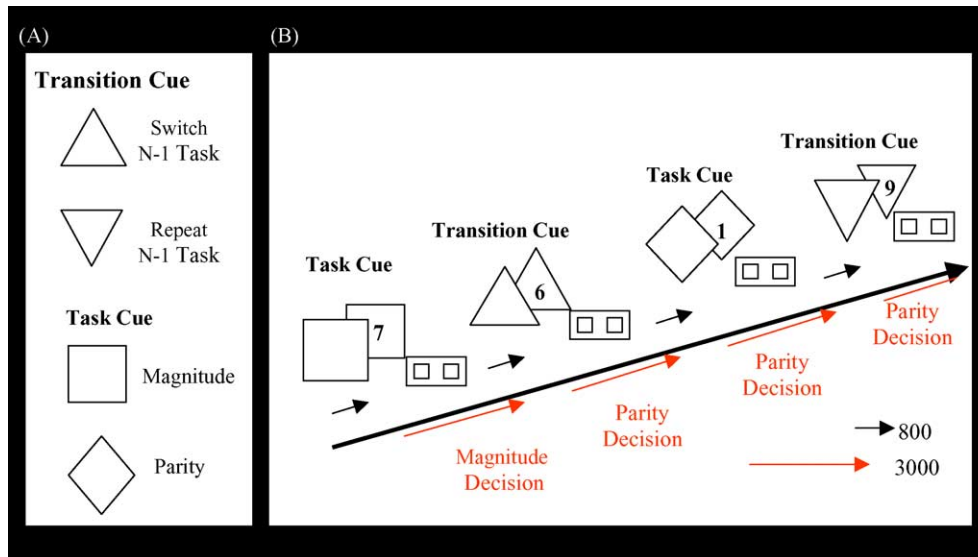 (A)
Transition Cue
Switch
N-1 Task
Repeat
N-1 Task
Task Cue
Magnitude
Parity
(B)
Task Cue
7
Transition Cue
6
Task Cue
1
Transition Cue
9
Magnitude
Decision
Parity
Decision
Parity
Decision
Parity
Decision
800
3000